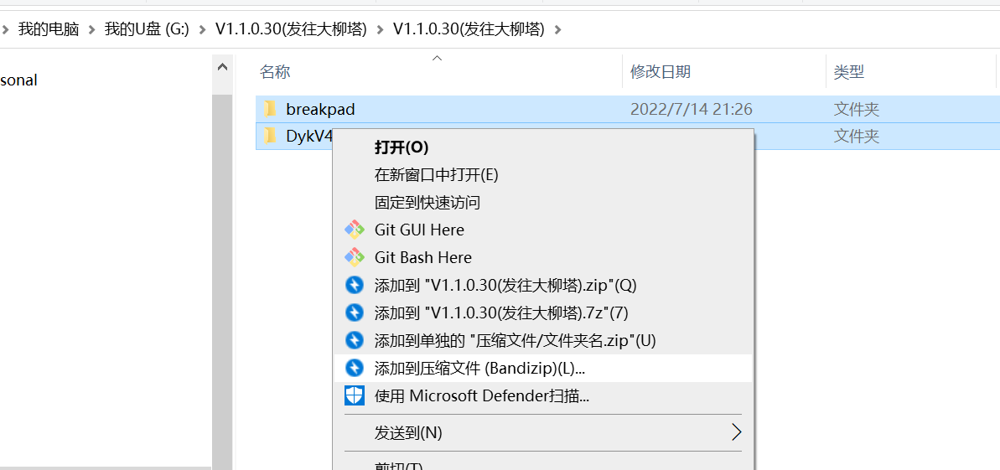 我的电脑 > 我的U盘 (G:) > V1.1.0.30(发往大柳塔) > V1.1.0.30(发往大柳塔) >
sonal
名称 修改日期 类型
breakpad 2022/7/14 21:26 文件夹
DykV4 文件夹
打开(O)
在新窗口中打开(E)
固定到快速访问
Git GUI Here
Git Bash Here
添加到 "V1.1.0.30(发往大柳塔).zip"(Q)
添加到 "V1.1.0.30(发往大柳塔).7z"(7)
添加到单独的 "压缩文件/文件夹名.zip"(U)
添加到压缩文件 (Bandizip)(L)...
使用 Microsoft Defender扫描...
发送到(N)
剪切(T)